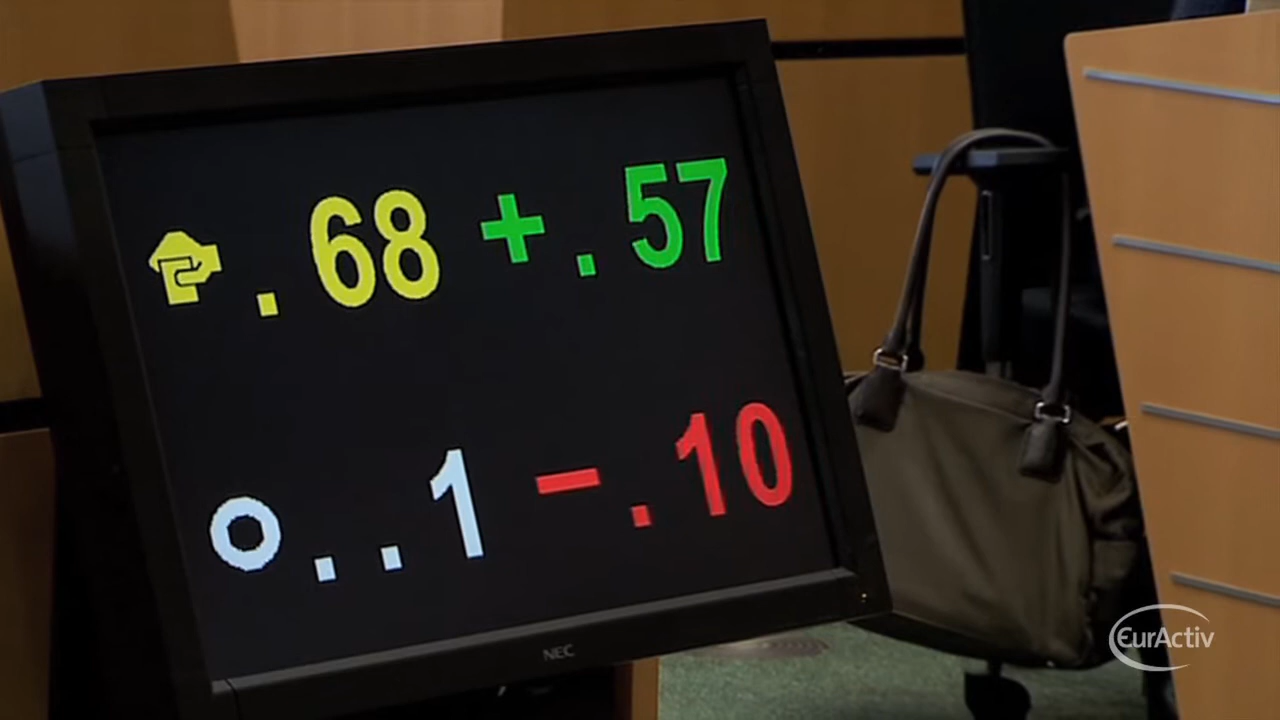 . 68 + . 57
O . . 1 - . 10
NEC
EurActiv